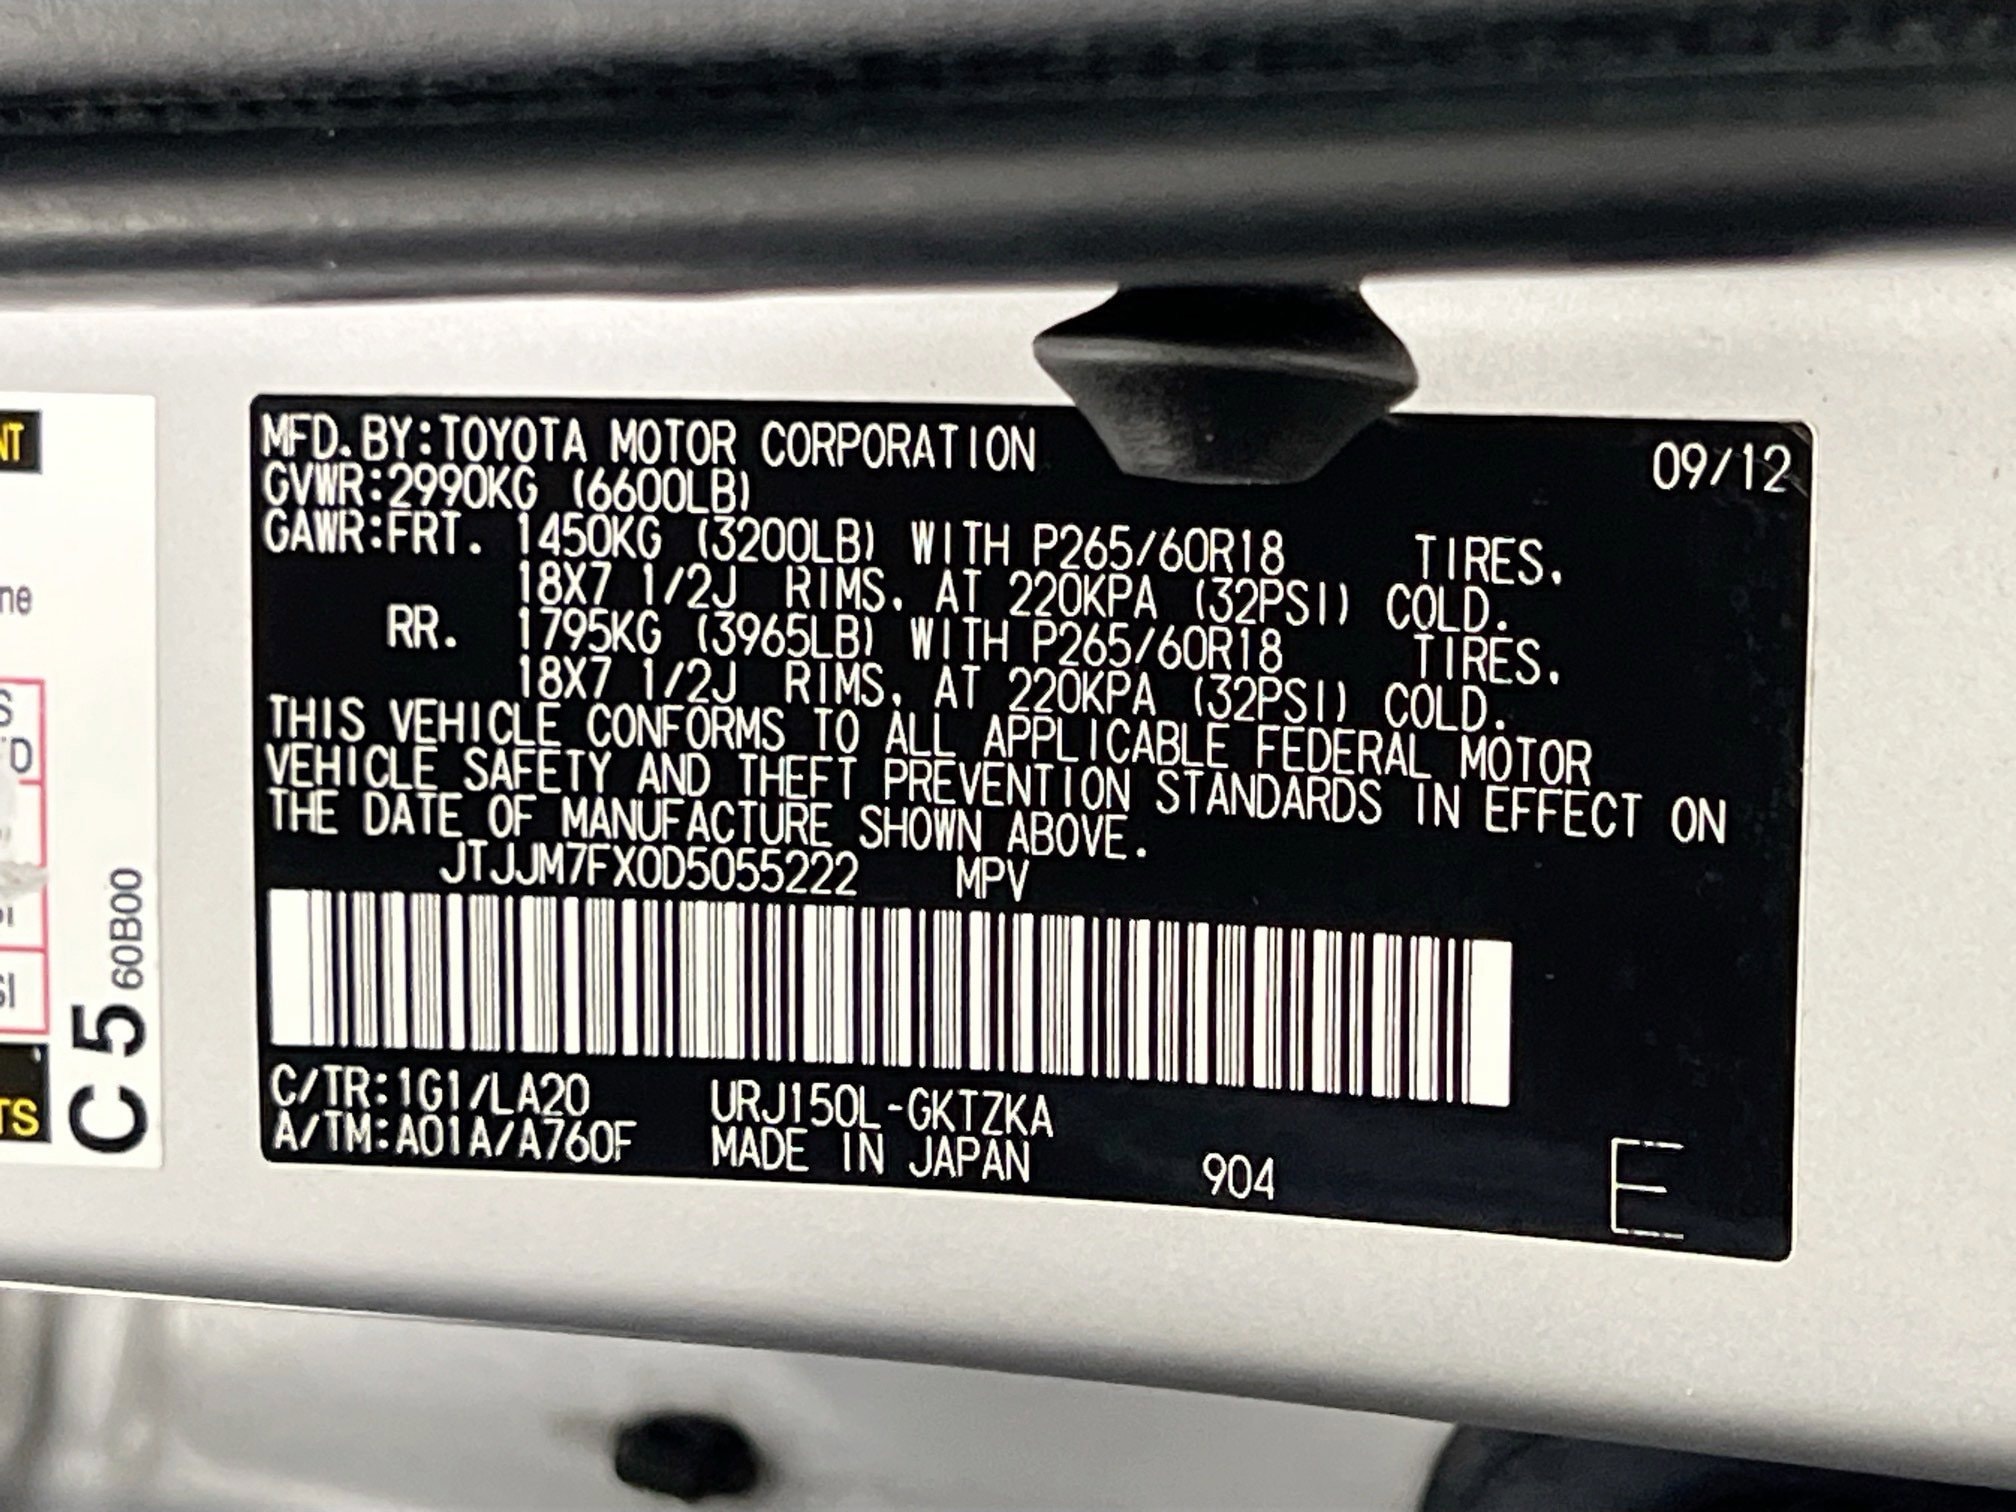 MFD. BY:TOYOTA MOTOR CORPORATION 09/12
GVWR:2990KG (6600LB)
GAWR:FRT. 1450KG (3200LB) WITH P265/60R18 TIRES.
18X7 1/2J RIMS. AT 220KPA (32PSI) COLD.
RR. 1795KG (3965LB) WITH P265/60R18 TIRES.
18X7 1/2J RIMS. AT 220KPA (32PSI) COLD.
THIS VEHICLE CONFORMS TO ALL APPLICABLE FEDERAL MOTOR
VEHICLE SAFETY AND THEFT PREVENTION STANDARDS IN EFFECT ON
THE DATE OF MANUFACTURE SHOWN ABOVE.
JTJJM7FX0D5055222 MPV
C/TR:1G1/LA20 URJ150L-GKTZKA
A/TM:A01A/A760F MADE IN JAPAN 904 E
C 5 60B00